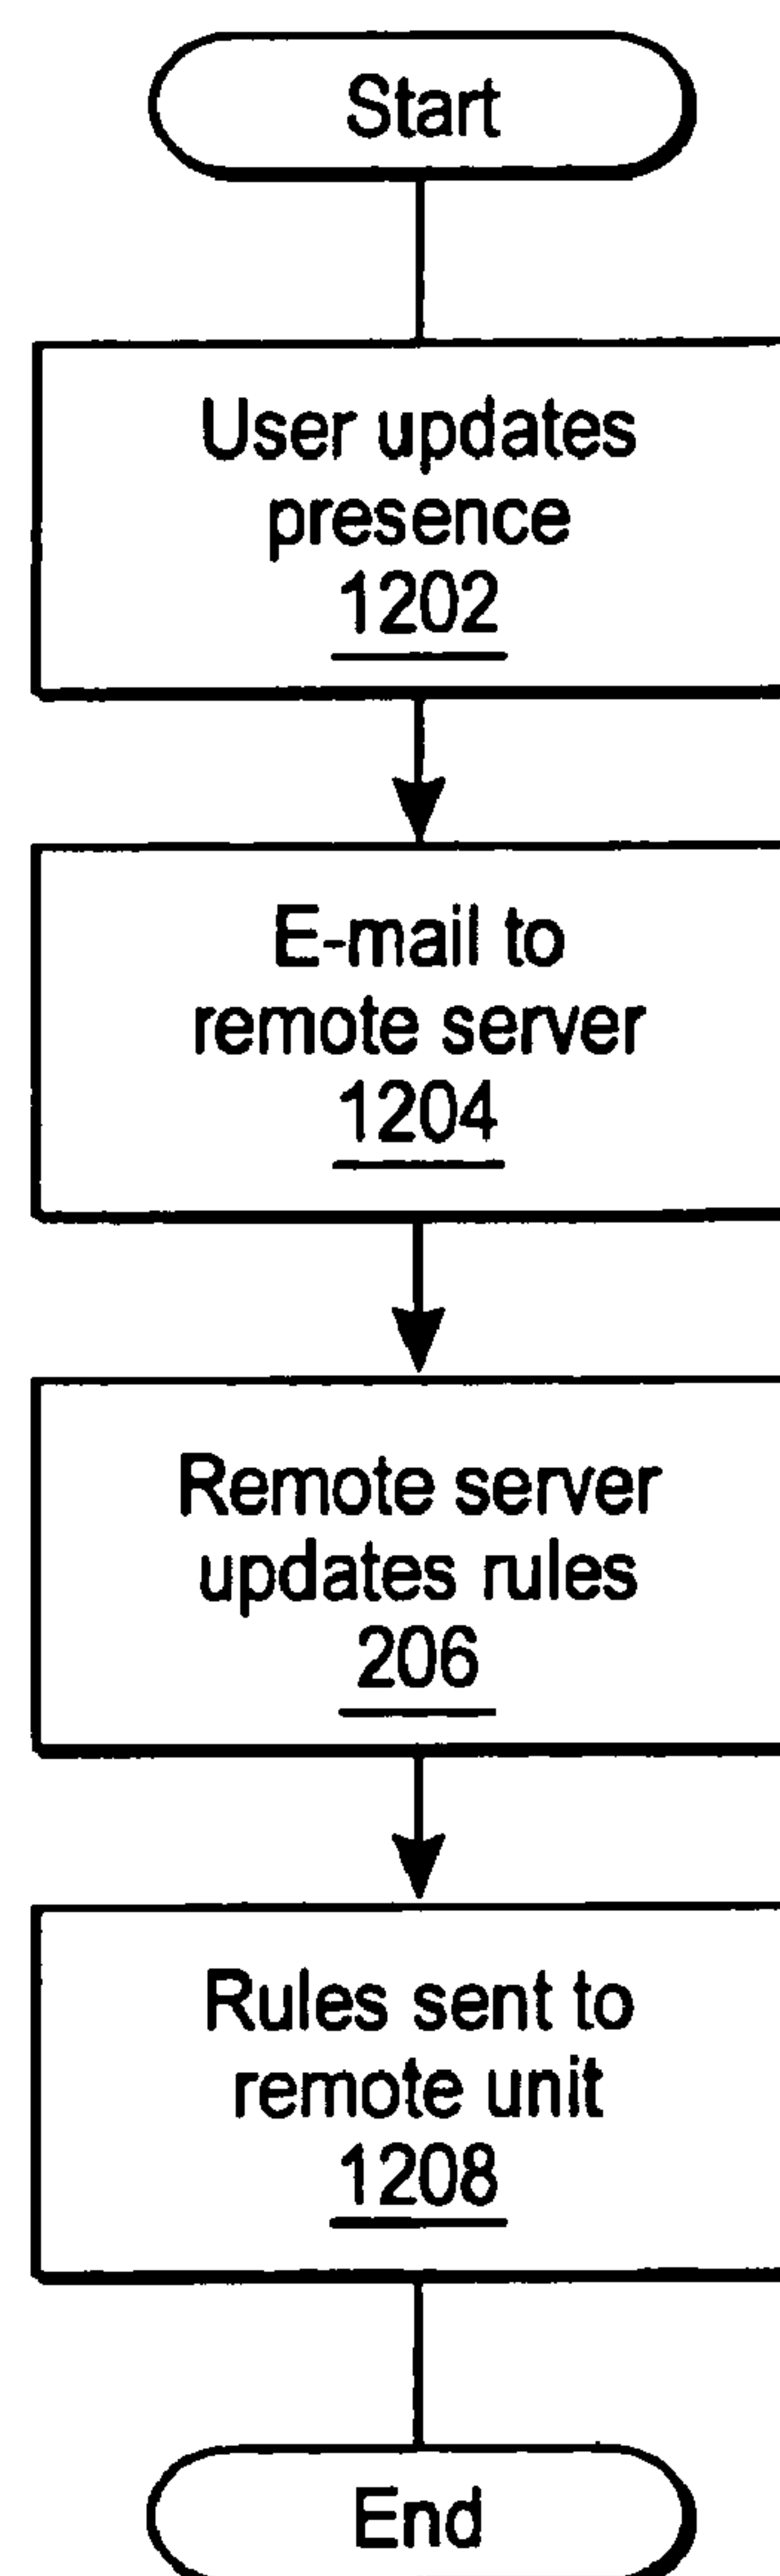 Start
User updates
presence
1202
E-mail to
remote server
1204
Remote server
updates rules
206
Rules sent to
remote unit
1208
End